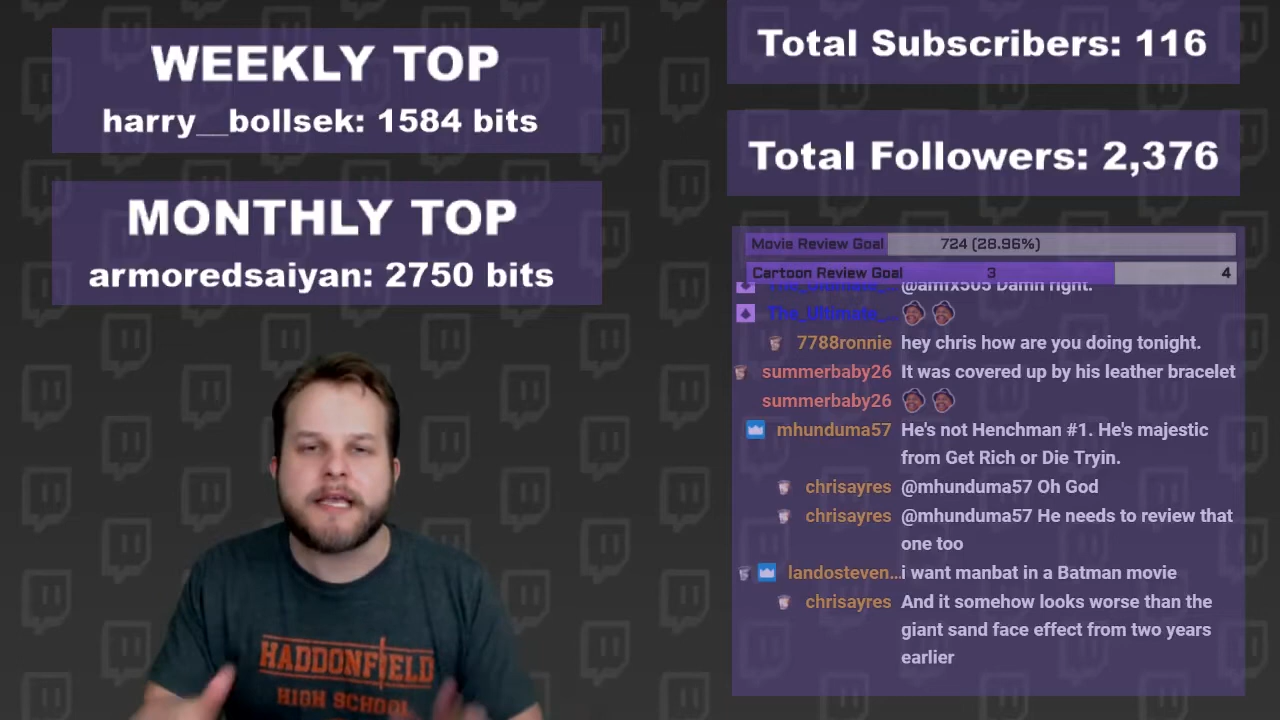 WEEKLY TOP
harry__bollsek: 1584 bits
MONTHLY TOP
armoredsaiyan: 2750 bits
Total Subscribers: 116
Total Followers: 2,376
Movie Review Goal 724 (28.96%)
Cartoon Review Goal 3 4
The_Ultimate_... @amfx505 Damn right.
The_Ultimate_...
7788ronnie hey chris how are you doing tonight.
summerbaby26 It was covered up by his leather bracelet
summerbaby26
mhunduma57 He's not Henchman #1. He's majestic
from Get Rich or Die Tryin.
chrisayres @mhunduma57 Oh God
chrisayres @mhunduma57 He needs to review that
one too
landosteven... i want manbat in a Batman movie
chrisayres And it somehow looks worse than the
giant sand face effect from two years
earlier
HADDONFIELD
HIGH SCHOOL